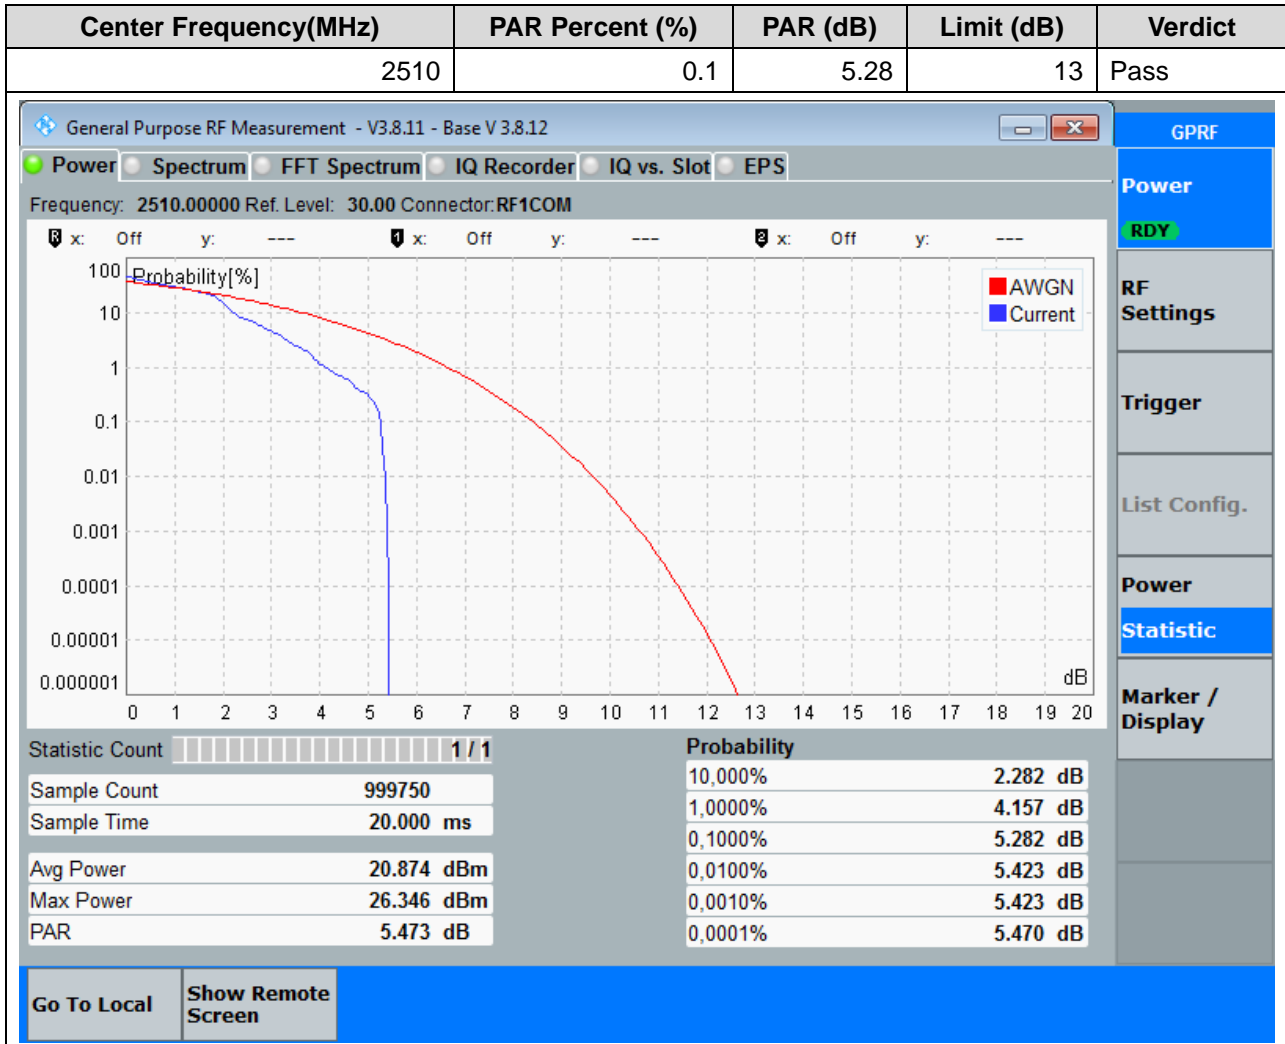 Center Frequency(MHz) PAR Percent (%) PAR (dB) Limit (dB) Verdict
2510 0.1 5.28 13 Pass
General Purpose RF Measurement - V3.8.11 - Base V 3.8.12
GPRF
Power Spectrum FFT Spectrum IQ Recorder IQ vs. Slot EPS
Power
RDY
Frequency: 2510.00000 Ref. Level: 30.00 Connector:RF1COM
R x: Off y: --- 1 x: Off y: --- 2 x: Off y: ---
Probability[%]
AWGN
Current
100
10
1
0.1
0.01
0.001
0.0001
0.00001
0.000001
dB
0 1 2 3 4 5 6 7 8 9 10 11 12 13 14 15 16 17 18 19 20
RF
Settings
Trigger
List Config.
Power
Statistic
Marker /
Display
Statistic Count 1 / 1
Sample Count 999750
Sample Time 20.000 ms
Avg Power 20.874 dBm
Max Power 26.346 dBm
PAR 5.473 dB
Probability
10,000% 2.282 dB
1,0000% 4.157 dB
0,1000% 5.282 dB
0,0100% 5.423 dB
0,0010% 5.423 dB
0,0001% 5.470 dB
Go To Local
Show Remote
Screen